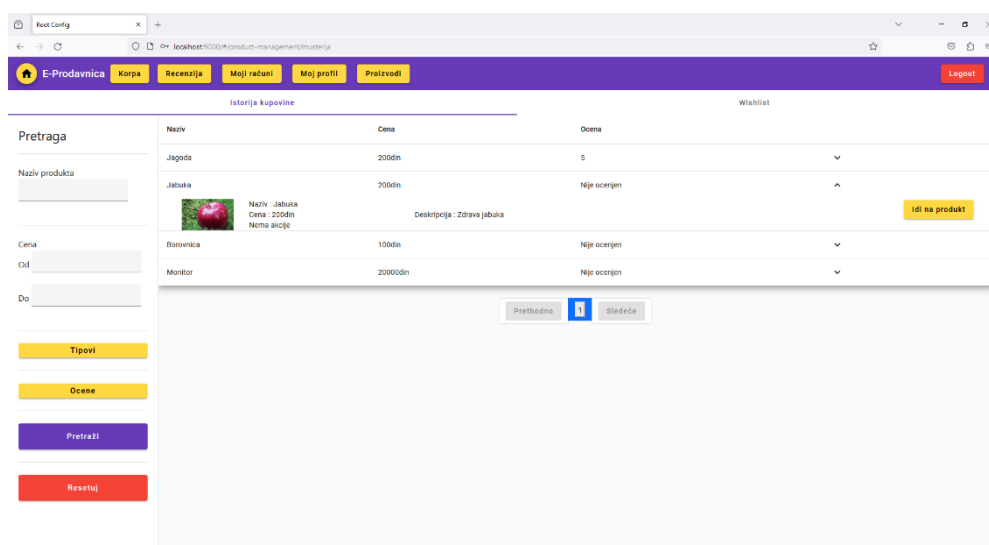 Root Config
localhost:9000/#/product-management/musterija
E-Prodavnica Korpa Recenzija Moji računi Moj profil Proizvodi Logout
Istorija kupovine Wishlist
Pretraga
Naziv produkta
Cena
Od
Do
Tipovi
Ocene
Pretraži
Resetuj
Naziv Cena Ocena
Jagoda 200din 5
Jabuka 200din Nije ocenjen
Naziv : Jabuka
Cena : 200din
Nema akcije
Deskripcija : Zdrava jabuka
Idi na produkt
Borovnica 100din Nije ocenjen
Monitor 20000din Nije ocenjen
Prethodno 1 Sledeće